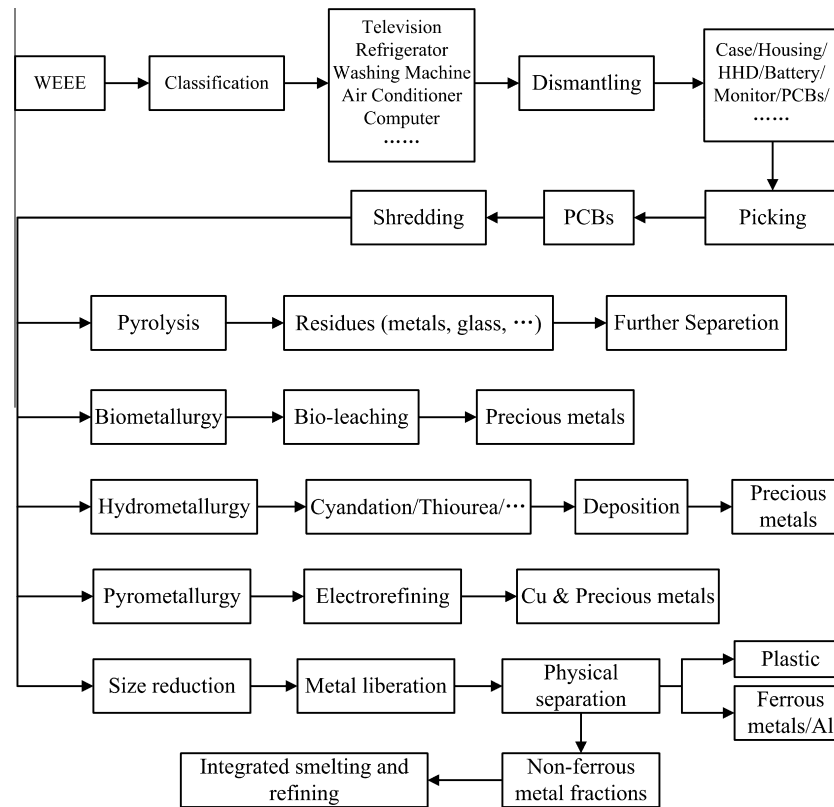 WEEE
Classification
Television
Refrigerator
Washing Machine
Air Conditioner
Computer
……
Dismantling
Case/Housing/
HHD/Battery/
Monitor/PCBs/
……
Shredding
PCBs
Picking
Pyrolysis
Residues (metals, glass, …)
Further Separetion
Biometallurgy
Bio-leaching
Precious metals
Hydrometallurgy
Cyandation/Thiourea/…
Deposition
Precious
metals
Pyrometallurgy
Electrorefining
Cu & Precious metals
Size reduction
Metal liberation
Physical
separation
Plastic
Ferrous
metals/Al
Integrated smelting and
refining
Non-ferrous
metal fractions